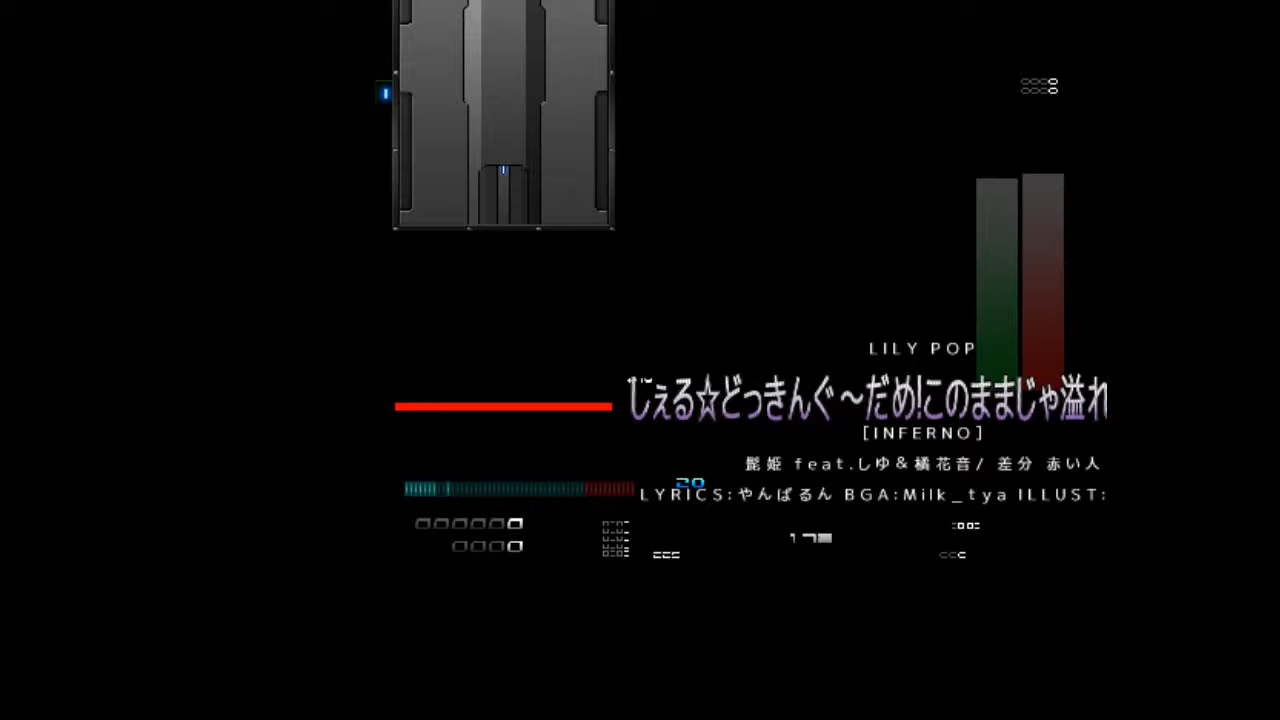 LILY POP
じぇる☆どっきんぐ～だめ!このままじゃ溢れ
[INFERNO]
髭姫 feat.しゆ&橘花音/ 差分 赤い人
20
LYRICS:やんばるん BGA:Milk_tya ILLUST: